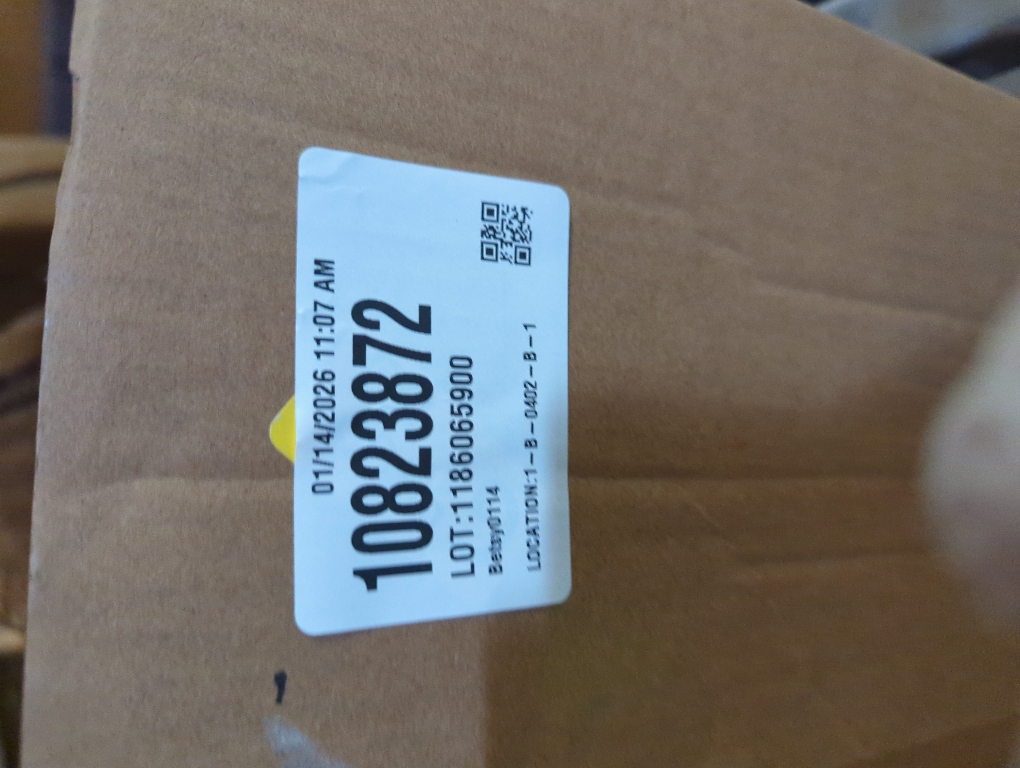 01/14/2026 11:07 AM
10823872
LOT:1186065900
Betsy0114
LOCATION:1-B-0402-B-1